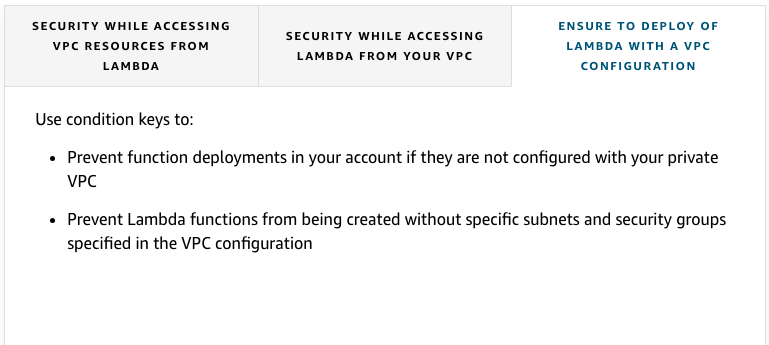 SECURITY WHILE ACCESSING
VPC RESOURCES FROM
LAMBDA
SECURITY WHILE ACCESSING
LAMBDA FROM YOUR VPC
ENSURE TO DEPLOY OF
LAMBDA WITH A VPC
CONFIGURATION
Use condition keys to:
• Prevent function deployments in your account if they are not configured with your private
VPC
• Prevent Lambda functions from being created without specific subnets and security groups
specified in the VPC configuration